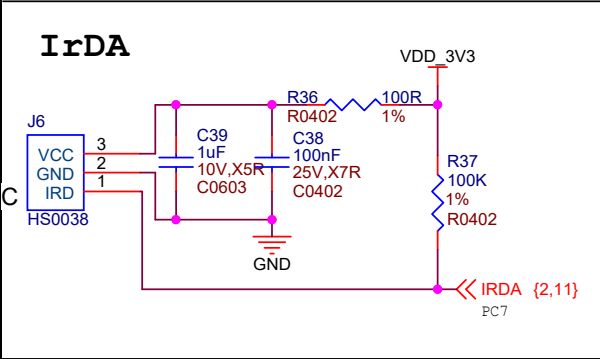 IrDA
VDD_3V3
R36
100R
R0402
1%
J6
C39
1uF
10V,X5R
C0603
C38
100nF
25V,X7R
C0402
R37
100K
1%
R0402
VCC
3
GND
2
IRD
1
C
HS0038
GND
IRDA {2,11}
PC7